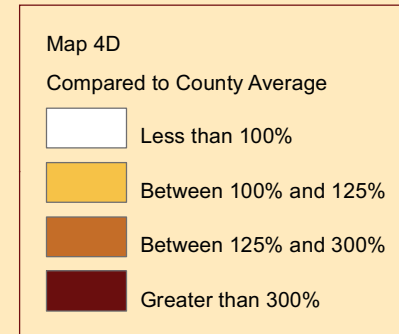 Map 4D
Compared to County Average
Less than 100%
Between 100% and 125%
Between 125% and 300%
Greater than 300%